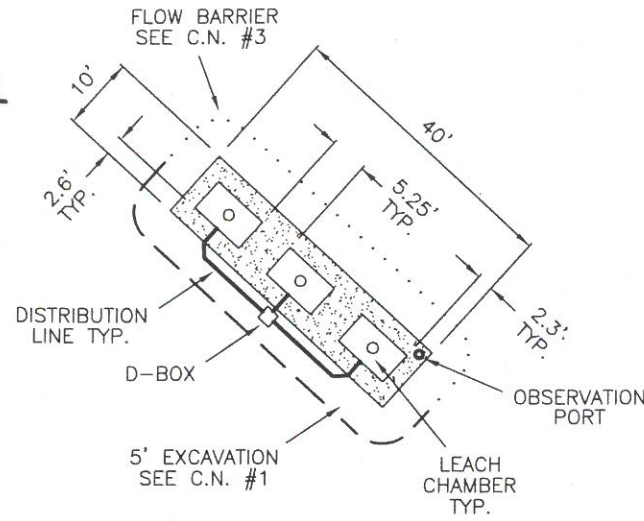 FLOW BARRIER
SEE C.N. #3
10'
40'
2.6'
TYP.
5.25'
TYP.
2.3'
TYP.
DISTRIBUTION
LINE TYP.
D-BOX
OBSERVATION
PORT
5' EXCAVATION
SEE C.N. #1
LEACH
CHAMBER
TYP.